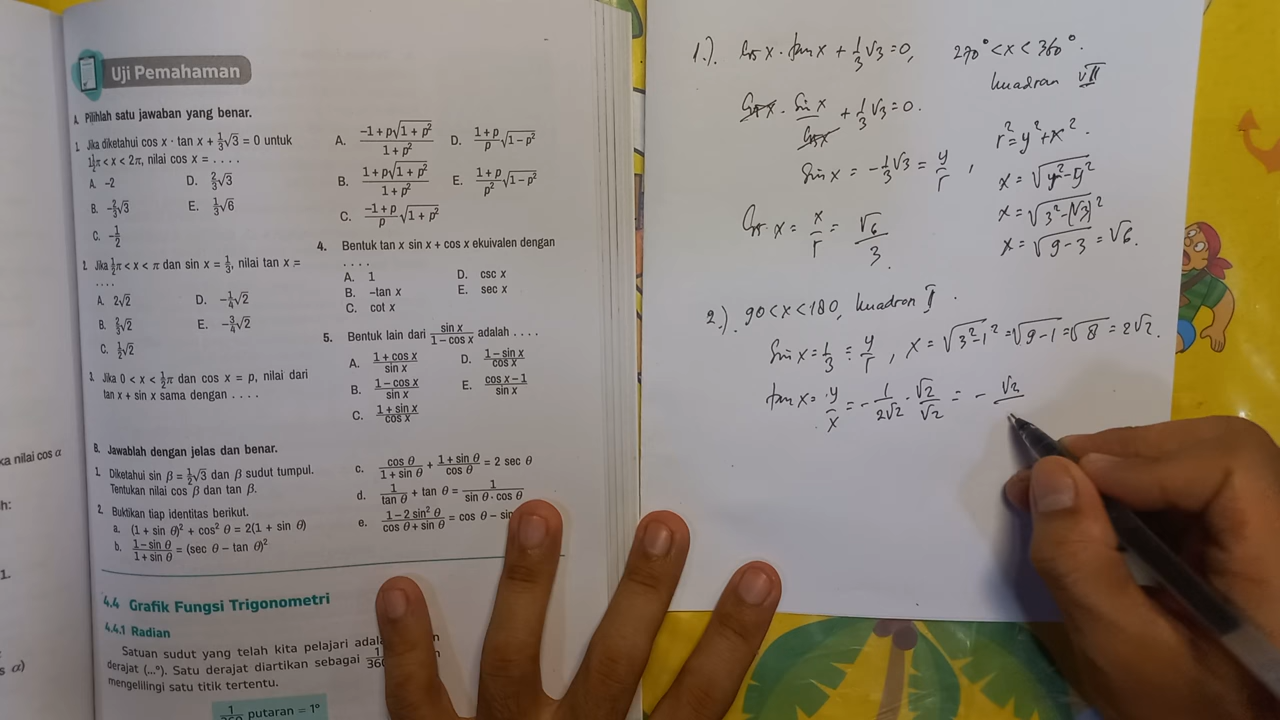 Uji Pemahaman
A. Pilihlah satu jawaban yang benar.
1. Jika diketahui cos x · tan x + 1/3√3 = 0 untuk
1 1/2π < x < 2π, nilai cos x = . . . .
A. -2
D. 2/3√3
B. -2/3√3
E. 1/3√6
C. -1/2
2. Jika 1/2π < x < π dan sin x = 1/3, nilai tan x =
. . . .
A. 2√2
D. -1/4√2
B. 2/3√2
E. -3/4√2
C. 1/2√2
3. Jika 0 < x < 1/2π dan cos x = p, nilai dari
tan x + sin x sama dengan . . . .
A. (-1 + p√(1 + p²))/(1 + p²)
D. (1+p)/p √(1-p²)
B. (1 + p√(1 + p²))/(1 + p²)
E. (1+p)/p² √(1-p²)
C. (-1+p)/p √(1+p²)
4. Bentuk tan x sin x + cos x ekuivalen dengan
. . . .
A. 1
D. csc x
B. -tan x
E. sec x
C. cot x
5. Bentuk lain dari sin x/(1-cos x) adalah . . . .
A. (1+cos x)/sin x
D. (1-sin x)/cos x
B. (1-cos x)/sin x
E. (cos x-1)/sin x
C. (1+sin x)/cos x
B. Jawablah dengan jelas dan benar.
1. Diketahui sin β = 1/2√3 dan β sudut tumpul.
Tentukan nilai cos β dan tan β.
2. Buktikan tiap identitas berikut.
a. (1 + sin θ)² + cos² θ = 2(1 + sin θ)
b. (1-sin θ)/(1+sin θ) = (sec θ - tan θ)²
c. cos θ/(1+sin θ) + (1+sin θ)/cos θ = 2 sec θ
d. 1/tan θ + tan θ = 1/(sin θ · cos θ)
e. (1-2 sin² θ)/(cos θ+sin θ) = cos θ -
4.4 Grafik Fungsi Trigonometri
4.4.1 Radian
Satuan sudut yang telah kita pelajari
derajat (...°). Satu derajat diartikan sebagai
mengelilingi satu titik tertentu.
1/360 putaran = 1°
ka nilai cos α
h:
1.
s α)
1.). Cos x . tan x + 1/3√3 = 0, 270° < x < 360°.
kuadran
Cos x . Sin x/Cos x + 1/3√3 = 0.
r² = y² + x².
Sin x = -1/3√3 = y/r ,
x = √3² - (√3)²
x = √9 - 3 = √6.
Cos x = x/r = √6/3.
2.). 90 < x < 180, kuadran II.
Sin x = 1/3 = y/r , x = √3² - 1² = √9 - 1 = √8 = 2√2.
tan x = y/x = - 1/2√2 . √2/√2 = - √2